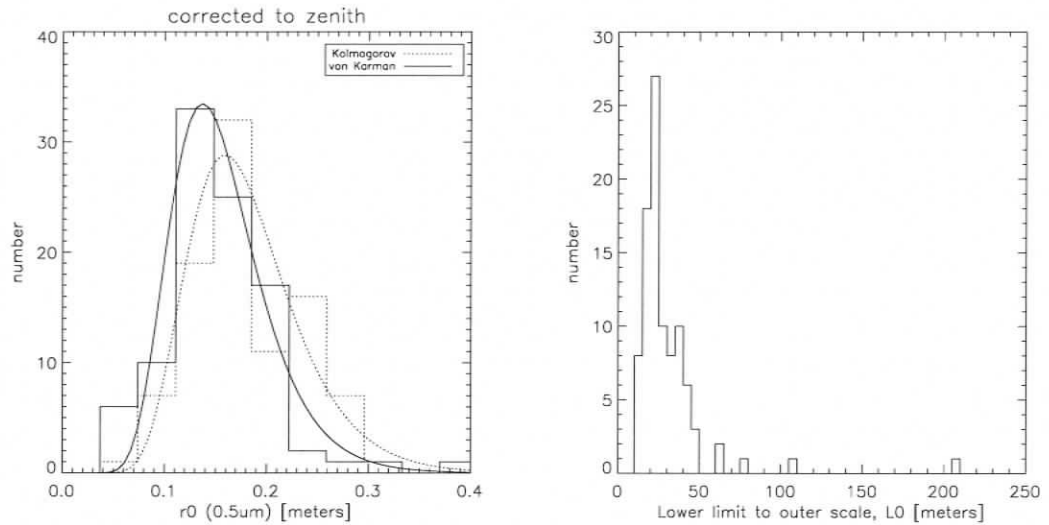 corrected to zenith
40
30
20
10
0
number
Kolmogorov
von Karman
0.0 0.1 0.2 0.3 0.4
r0 (0.5um) [meters]
30
25
20
15
10
5
0
number
0 50 100 150 200 250
Lower limit to outer scale, L0 [meters]